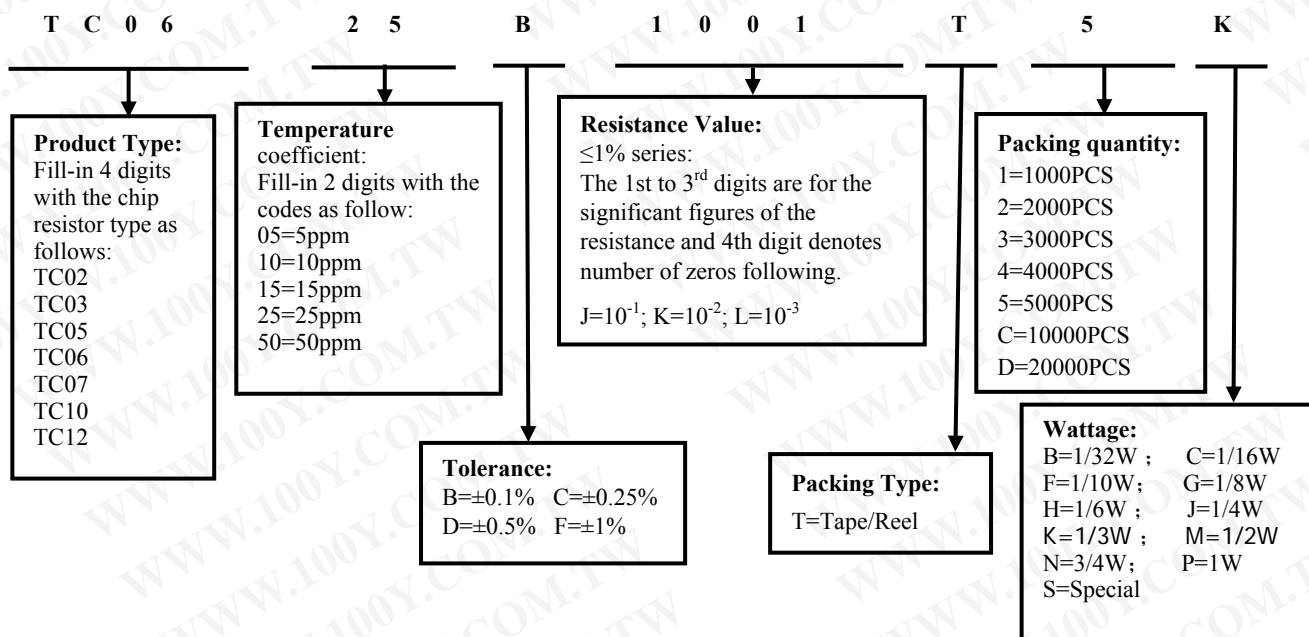 T C 0 6 2 5 B 1 0 0 1 T 5 K
Product Type:
Fill-in 4 digits
with the chip
resistor type as
follows:
TC02
TC03
TC05
TC06
TC07
TC10
TC12
Temperature
coefficient:
Fill-in 2 digits with the
codes as follow:
05=5ppm
10=10ppm
15=15ppm
25=25ppm
50=50ppm
Tolerance:
B=±0.1% C=±0.25%
D=±0.5% F=±1%
Resistance Value:
≤1% series:
The 1st to 3rd digits are for the
significant figures of the
resistance and 4th digit denotes
number of zeros following.
J=10-1; K=10-2; L=10-3
Packing Type:
T=Tape/Reel
Packing quantity:
1=1000PCS
2=2000PCS
3=3000PCS
4=4000PCS
5=5000PCS
C=10000PCS
D=20000PCS
Wattage:
B=1/32W ; C=1/16W
F=1/10W; G=1/8W
H=1/6W ; J=1/4W
K=1/3W ; M=1/2W
N=3/4W; P=1W
S=Special
WWW.100Y.COM.TW